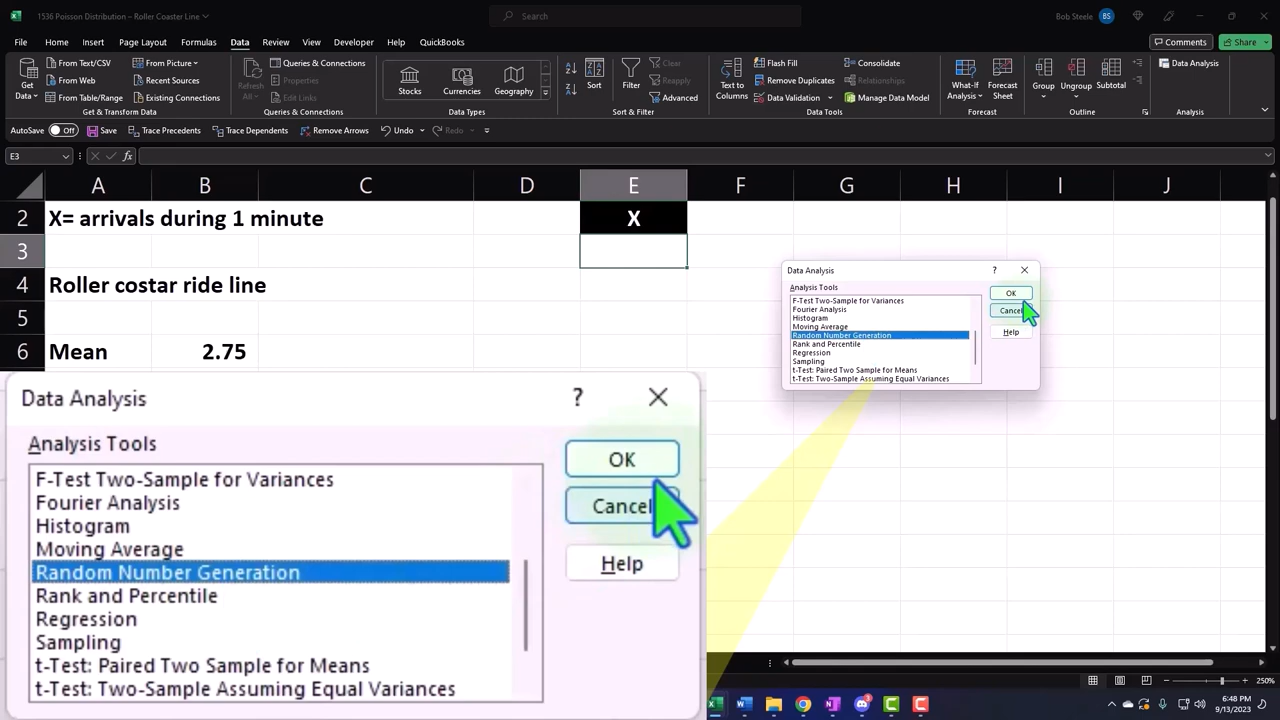 1536 Poisson Distribution – Roller Coaster Line
Search
Bob Steele BS
File Home Insert Page Layout Formulas Data Review View Developer Help QuickBooks
Comments Share
Get Data
From Text/CSV
From Web
From Table/Range
From Picture
Recent Sources
Existing Connections
Get & Transform Data
Refresh All
Queries & Connections
Properties
Edit Links
Queries & Connections
Stocks Currencies Geography
Data Types
Sort
Filter
Clear
Reapply
Advanced
Sort & Filter
Text to Columns
Flash Fill
Remove Duplicates
Data Validation
Consolidate
Relationships
Manage Data Model
Data Tools
What-If Analysis
Forecast Sheet
Forecast
Group Ungroup Subtotal
Outline
Data Analysis
Analysis
AutoSave Off Save Trace Precedents Trace Dependents Remove Arrows Undo Redo
E3 fx
A B C D E F G H I J
2 X= arrivals during 1 minute X
3
4 Roller costar ride line
5
6 Mean 2.75
Data Analysis ?
Analysis Tools
F-Test Two-Sample for Variances
Fourier Analysis
Histogram
Moving Average
Random Number Generation
Rank and Percentile
Regression
Sampling
t-Test: Paired Two Sample for Means
t-Test: Two-Sample Assuming Equal Variances
OK
Cancel
Help
Data Analysis ?
Analysis Tools
F-Test Two-Sample for Variances
Fourier Analysis
Histogram
Moving Average
Random Number Generation
Rank and Percentile
Regression
Sampling
t-Test: Paired Two Sample for Means
t-Test: Two-Sample Assuming Equal Variances
OK
Cancel
Help
250%
6:48 PM
9/13/2023